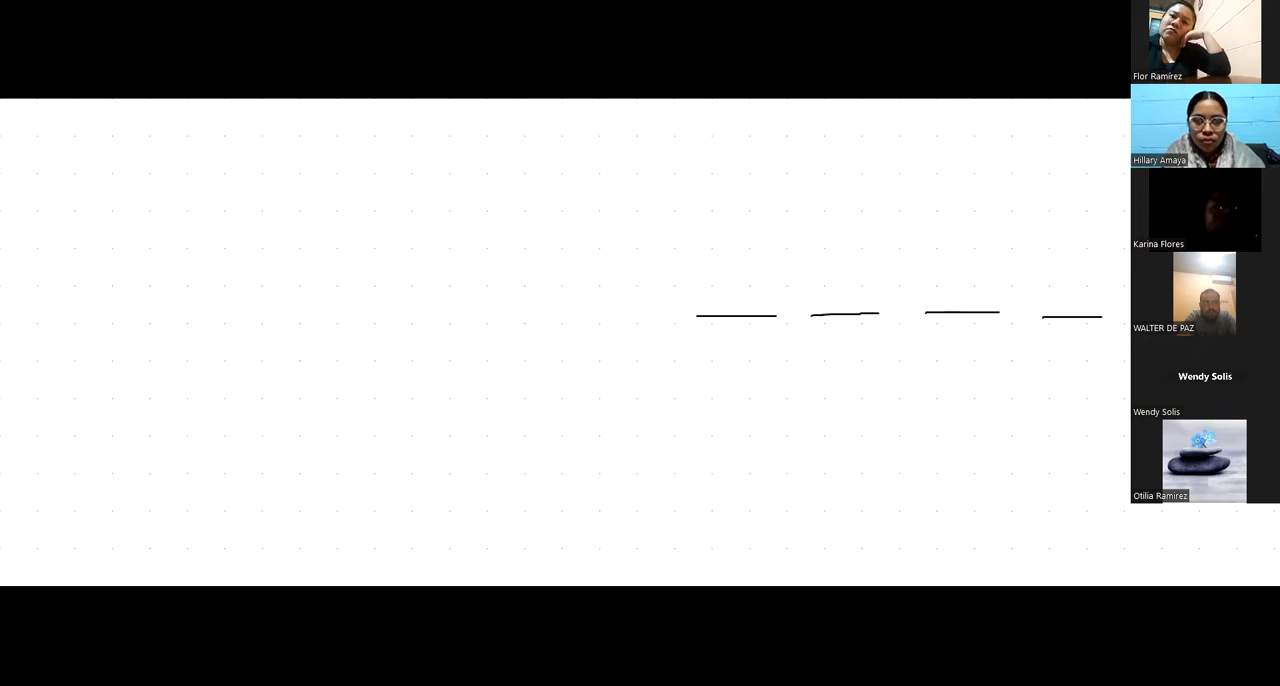 Flor Ramírez
Hillary Amaya
Karina Flores
WALTER DE PAZ
Wendy Solis
Wendy Solis
Otilia Ramirez